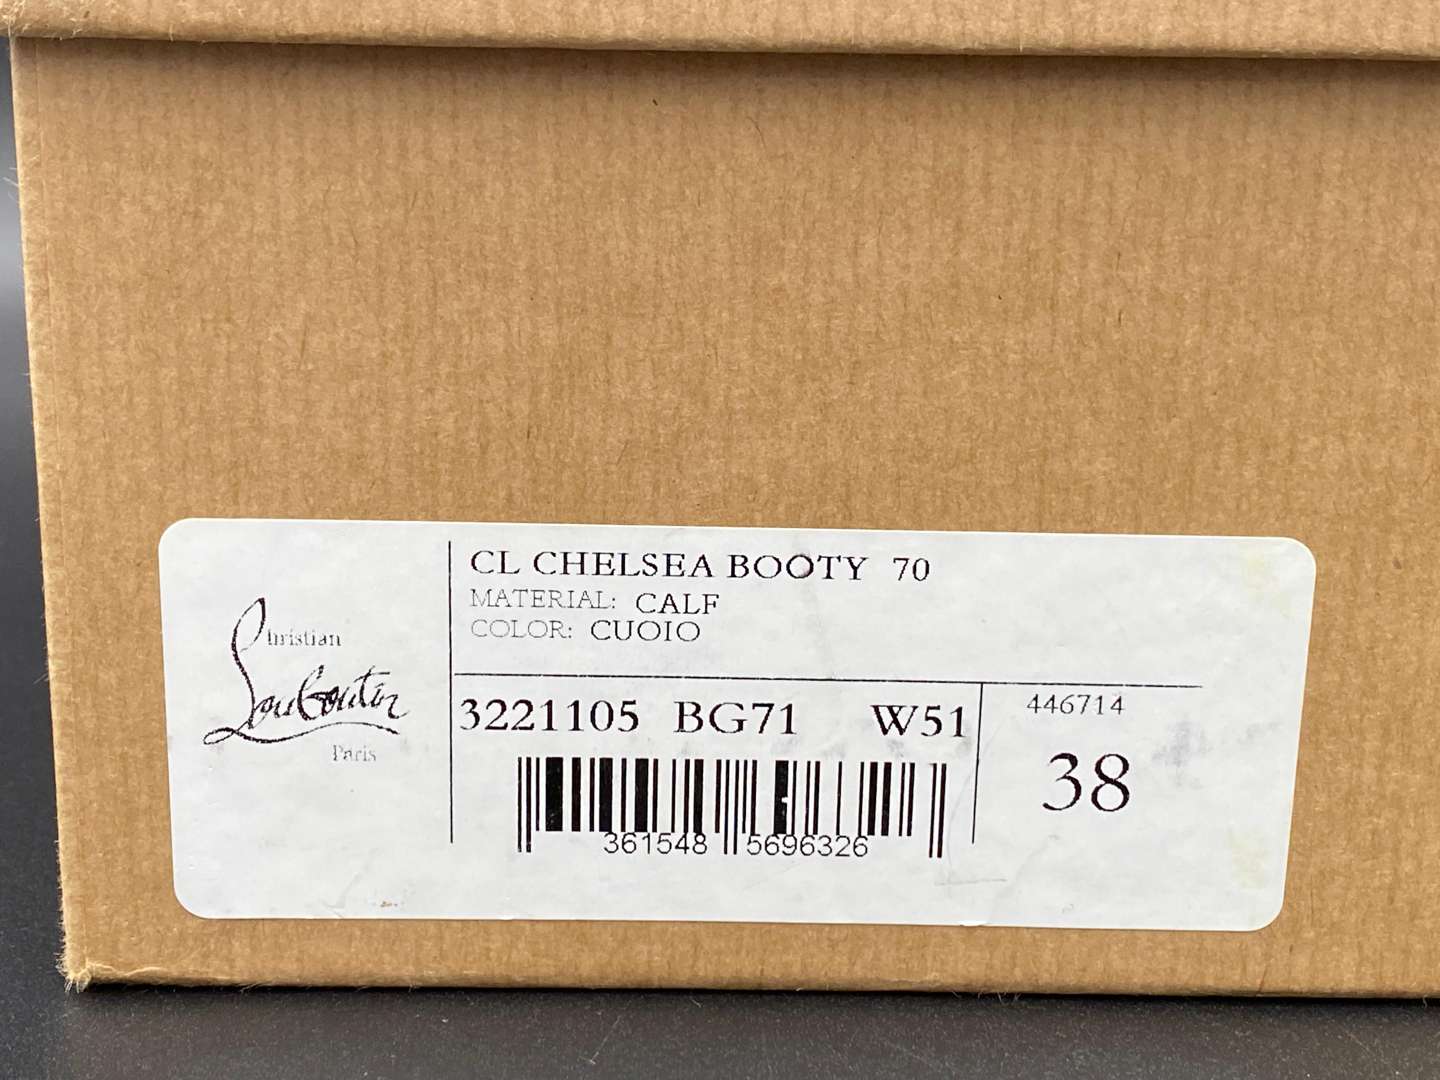 Christian
Louboutin
Paris
CL CHELSEA BOOTY 70
MATERIAL: CALF
COLOR: CUOIO
3221105 BG71 W51
446714
38
361548 5696326